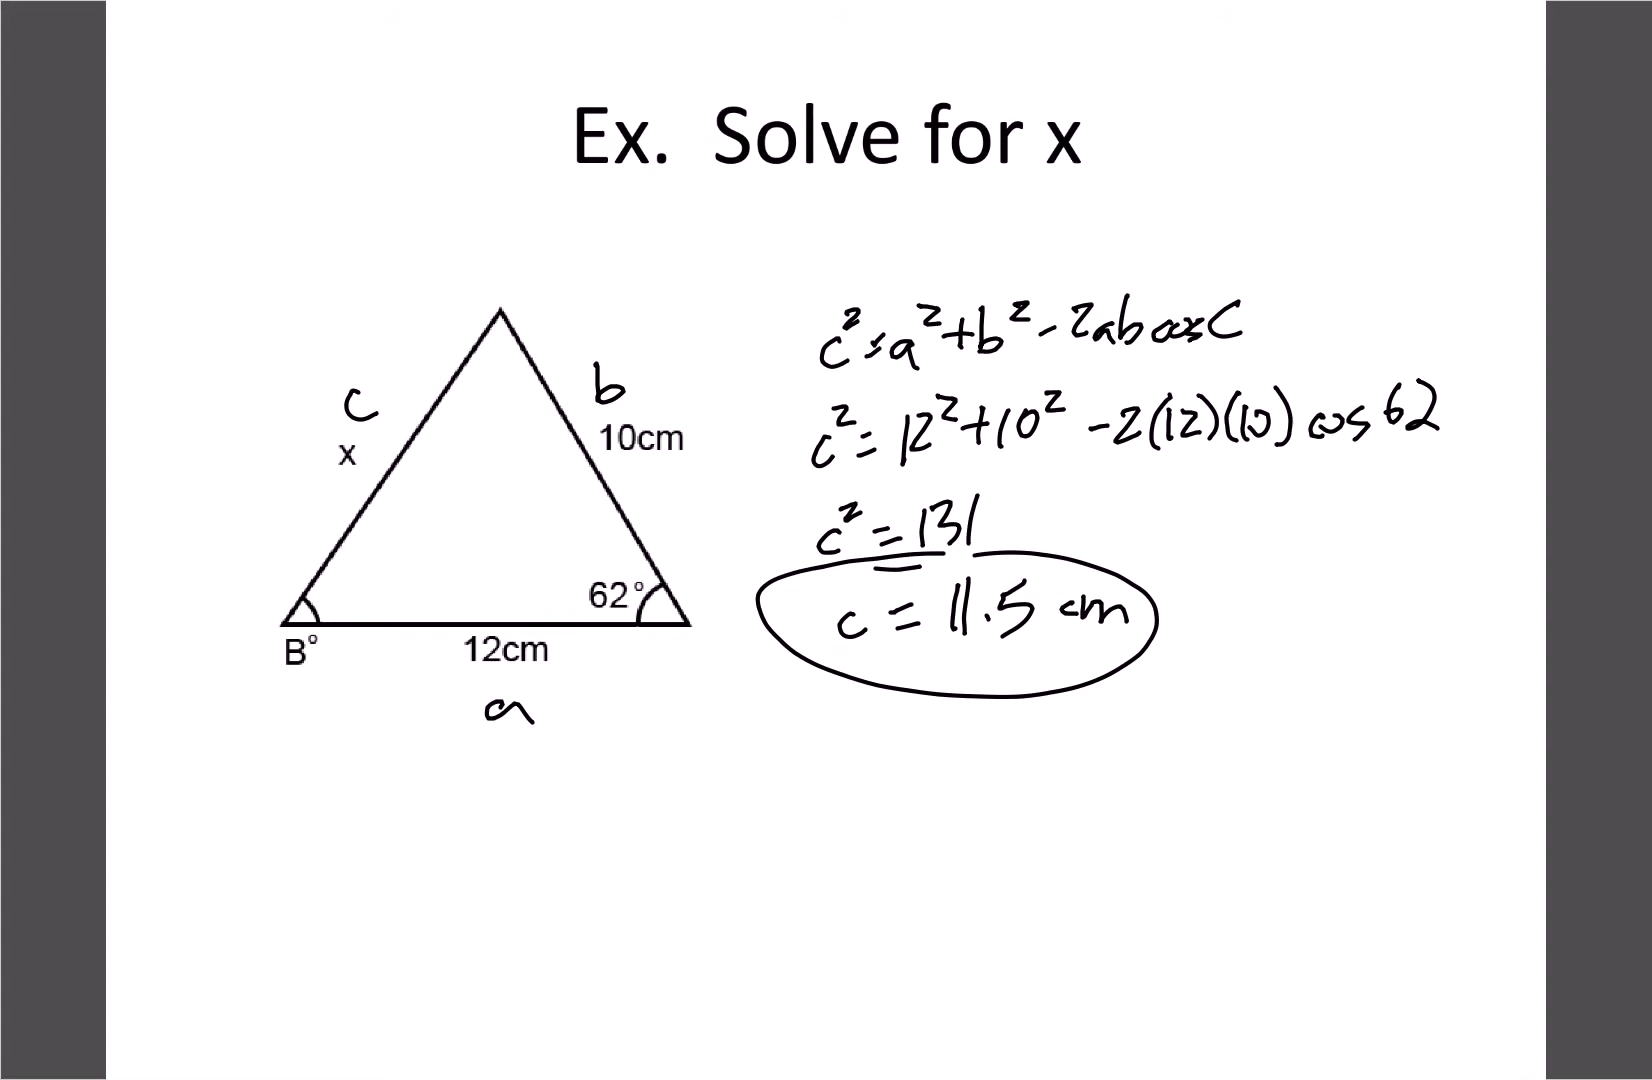 Ex. Solve for x
c
x
b
10cm
62°
B°
12cm
a
c² = a² + b² - 2ab cos C
c² = 12² + 10² - 2(12)(10) cos 62
c² = 131
c = 11.5 cm